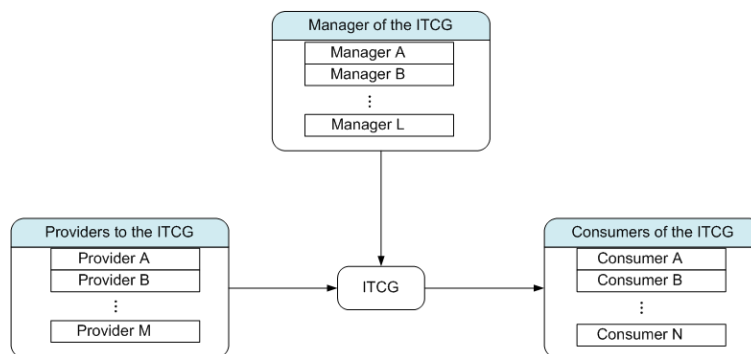 Manager of the ITCG
Manager A
Manager B
⋮
Manager L
Providers to the ITCG
Provider A
Provider B
⋮
Provider M
ITCG
Consumers of the ITCG
Consumer A
Consumer B
⋮
Consumer N